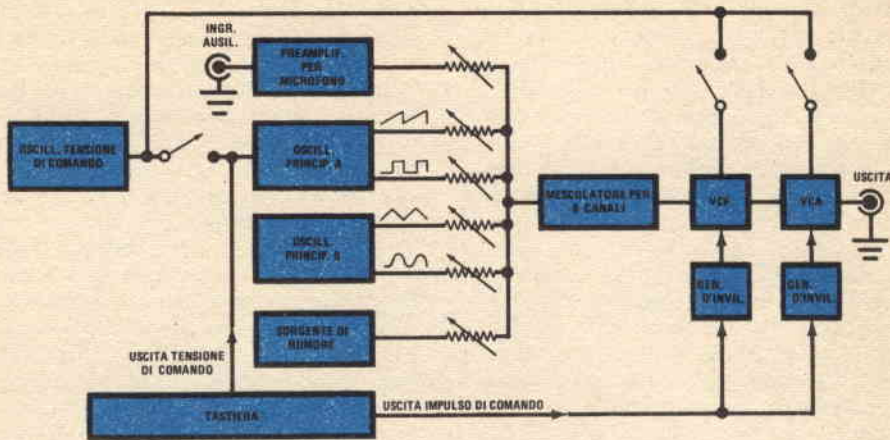 INGR.
AUSIL.
PREAMPLIF.
PER
MICROFONO
OSCILL. TENSIONE
DI COMANDO
OSCILL.
PRINCIP. A
OSCILL.
PRINCIP. B
SORGENTE DI
RUMORE
MESCOLATORE PER
6 CANALI
VCF
VCA
USCITA
GEN.
D'INVIL.
GEN.
D'INVIL.
USCITA TENSIONE
DI COMANDO
TASTIERA
USCITA IMPULSO DI COMANDO